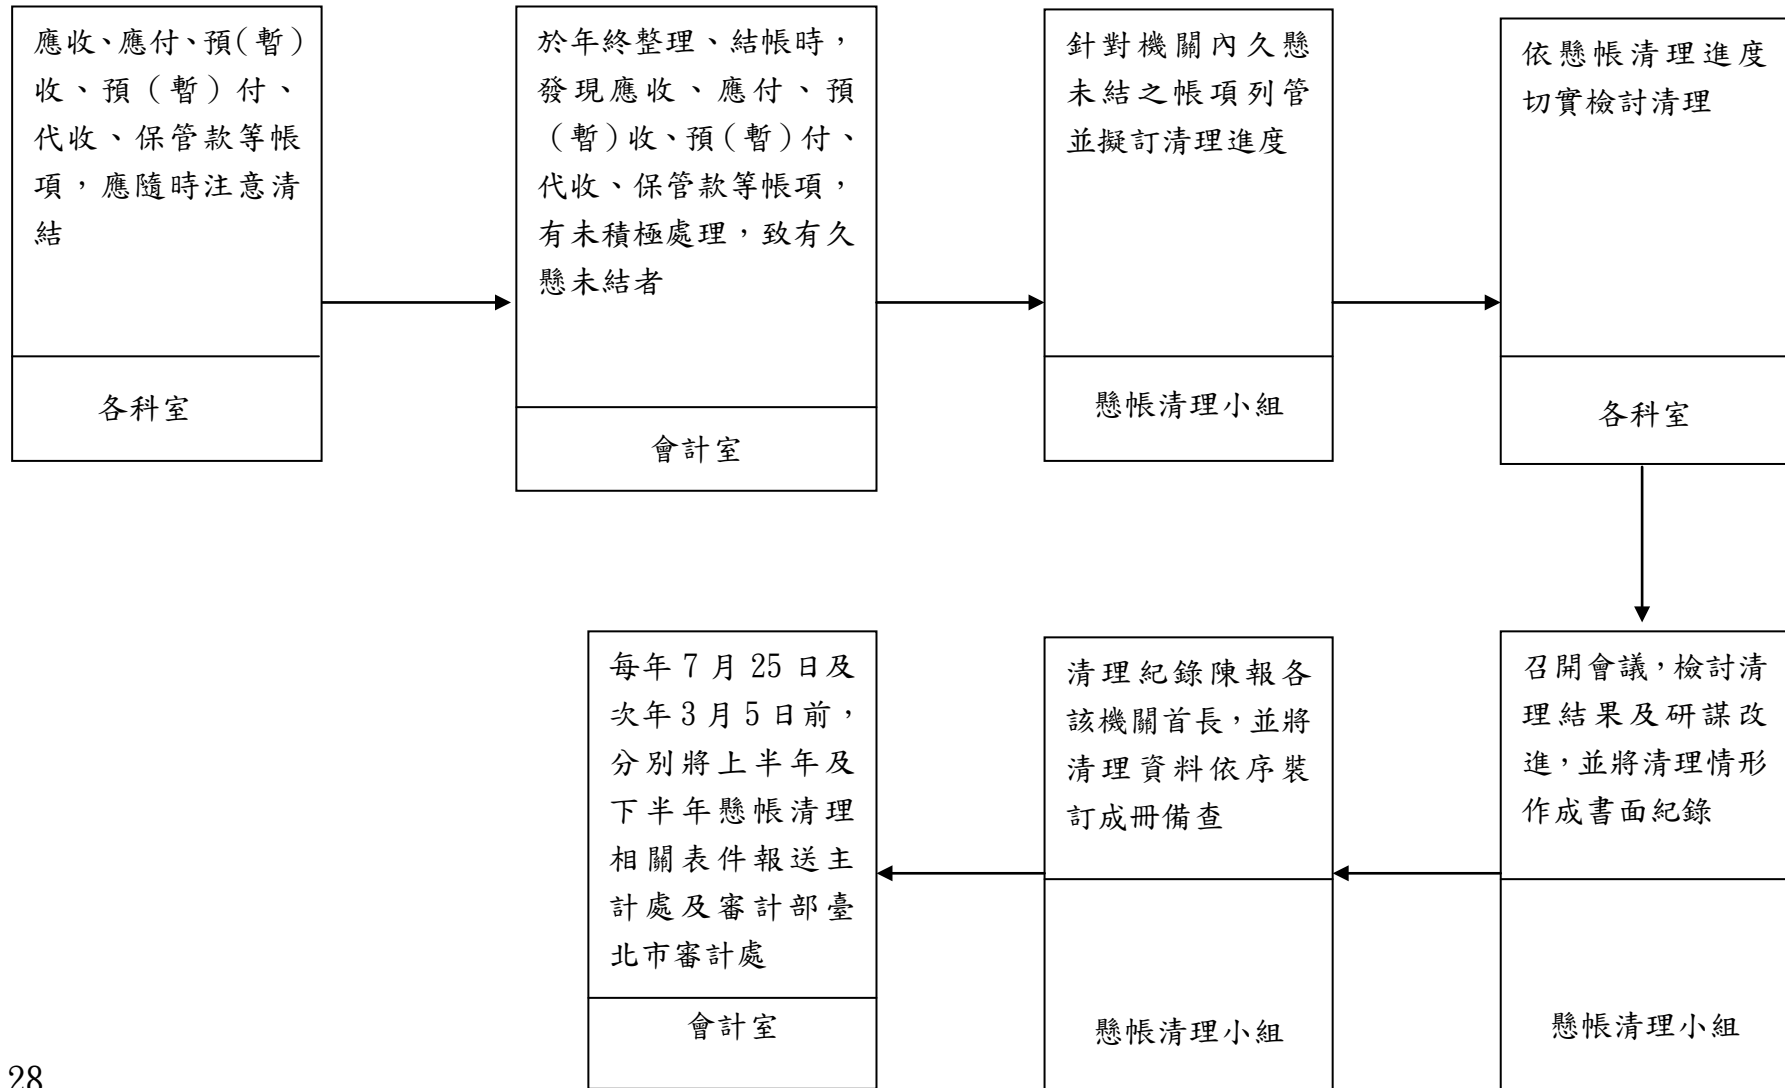 應收、應付、預(暫)
收、預(暫)付、
代收、保管款等帳
項，應隨時注意清
結
各科室
於年終整理、結帳時，
發現應收、應付、預
(暫)收、預(暫)付、
代收、保管款等帳項，
有未積極處理，致有久
懸未結者
會計室
針對機關內久懸
未結之帳項列管
並擬訂清理進度
懸帳清理小組
依懸帳清理進度
切實檢討清理
各科室
召開會議，檢討清
理結果及研謀改
進，並將清理情形
作成書面紀錄
懸帳清理小組
清理紀錄陳報各
該機關首長，並將
清理資料依序裝
訂成冊備查
懸帳清理小組
每年 7 月 25 日及
次年 3 月 5 日前，
分別將上半年及
下半年懸帳清理
相關表件報送主
計處及審計部臺
北市審計處
會計室
28